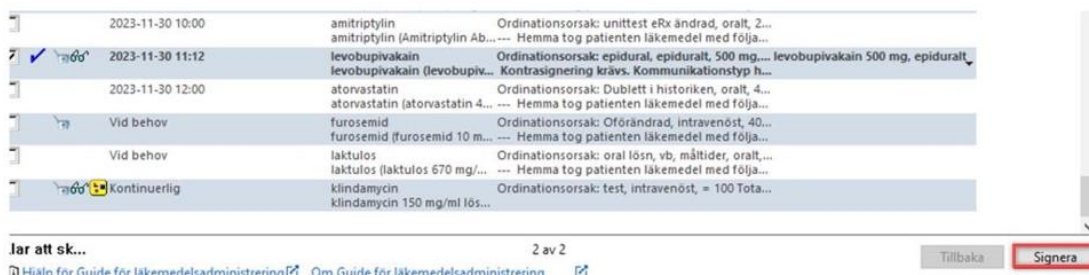 2023-11-30 10:00 amitriptylin Ordinationsorsak: unittest eRx ändrad, oralt, 2...
amitriptylin (Amitriptylin Ab... --- Hemma tog patienten läkemedel med följa...
2023-11-30 11:12 levobupivakain Ordinationsorsak: epidural, epiduralt, 500 mg,... levobupivakain 500 mg, epiduralt
levobupivakain (levobupiv... Kontrasignering krävs. Kommunikationstyp h...
2023-11-30 12:00 atorvastatin Ordinationsorsak: Dublett i historiken, oralt, 4...
atorvastatin (atorvastatin 4... --- Hemma tog patienten läkemedel med följa...
Vid behov furosemid Ordinationsorsak: Oförändrad, intravenöst, 40...
furosemid (furosemid 10 m... --- Hemma tog patienten läkemedel med följa...
Vid behov laktulos Ordinationsorsak: oral lösn, vb, måltider, oralt,...
laktulos (laktulos 670 mg/... --- Hemma tog patienten läkemedel med följa...
Kontinuerlig klindamycin Ordinationsorsak: test, intravenöst, = 100 Tota...
klindamycin 150 mg/ml lös...
lar att sk... 2 av 2 Tillbaka Signera
Hjälp för Guide för läkemedelsadministrering Om Guide för läkemedelsadministrering